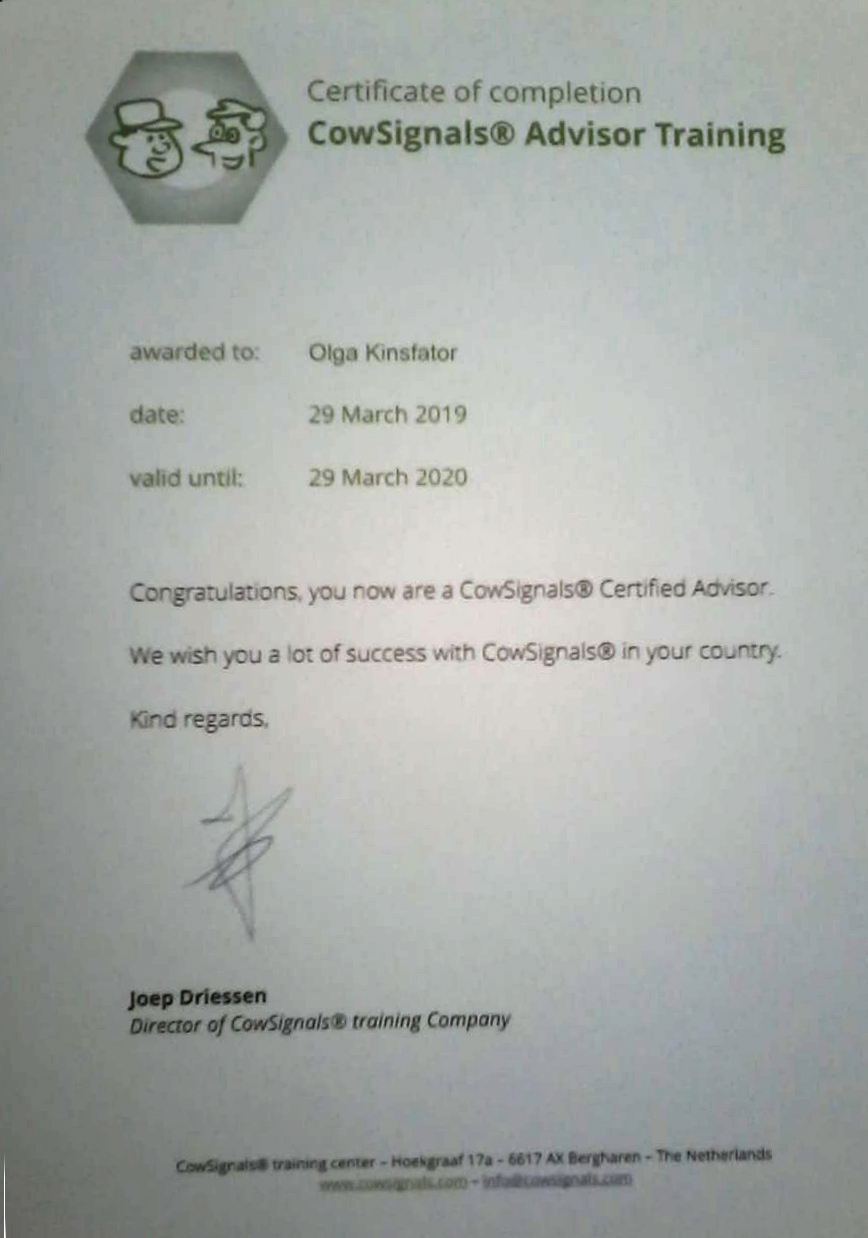 Certificate of completion
CowSignals® Advisor Training
awarded to: Olga Kinsfator
date: 29 March 2019
valid until: 29 March 2020
Congratulations, you now are a CowSignals® Certified Advisor.
We wish you a lot of success with CowSignals® in your country.
Kind regards,
Joep Driessen
Director of CowSignals® training Company
CowSignals® training center – Hoekgraaf 17a – 6617 AX Bergharen – The Netherlands
www.cowsignals.com – info@cowsignals.com